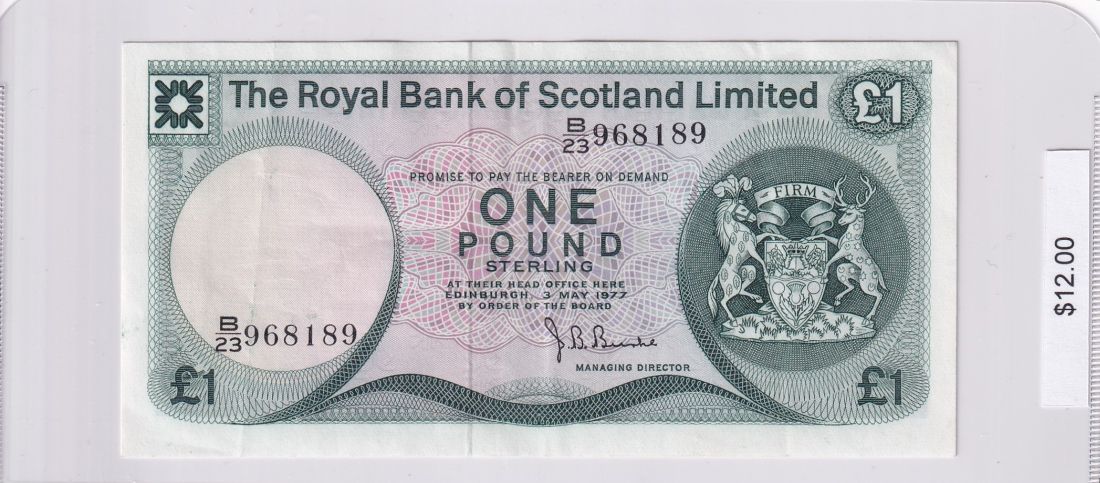 The Royal Bank of Scotland Limited
£1
B/23 968189
PROMISE TO PAY THE BEARER ON DEMAND
ONE
POUND
STERLING
AT THEIR HEAD OFFICE HERE
EDINBURGH, 3 MAY 1977
BY ORDER OF THE BOARD
FIRM
B/23 968189
J. B. Burke
MANAGING DIRECTOR
£1
£1
$12.00